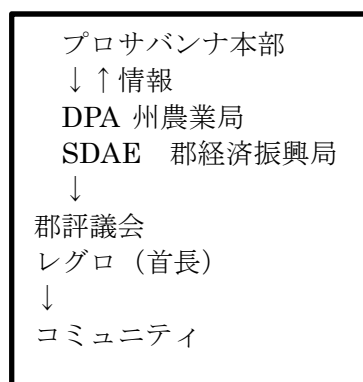 プロサバンナ本部
↓↑情報
DPA 州農業局
SDAE　郡経済振興局
↓
郡評議会
レグロ（首長）
↓
コミュニティ